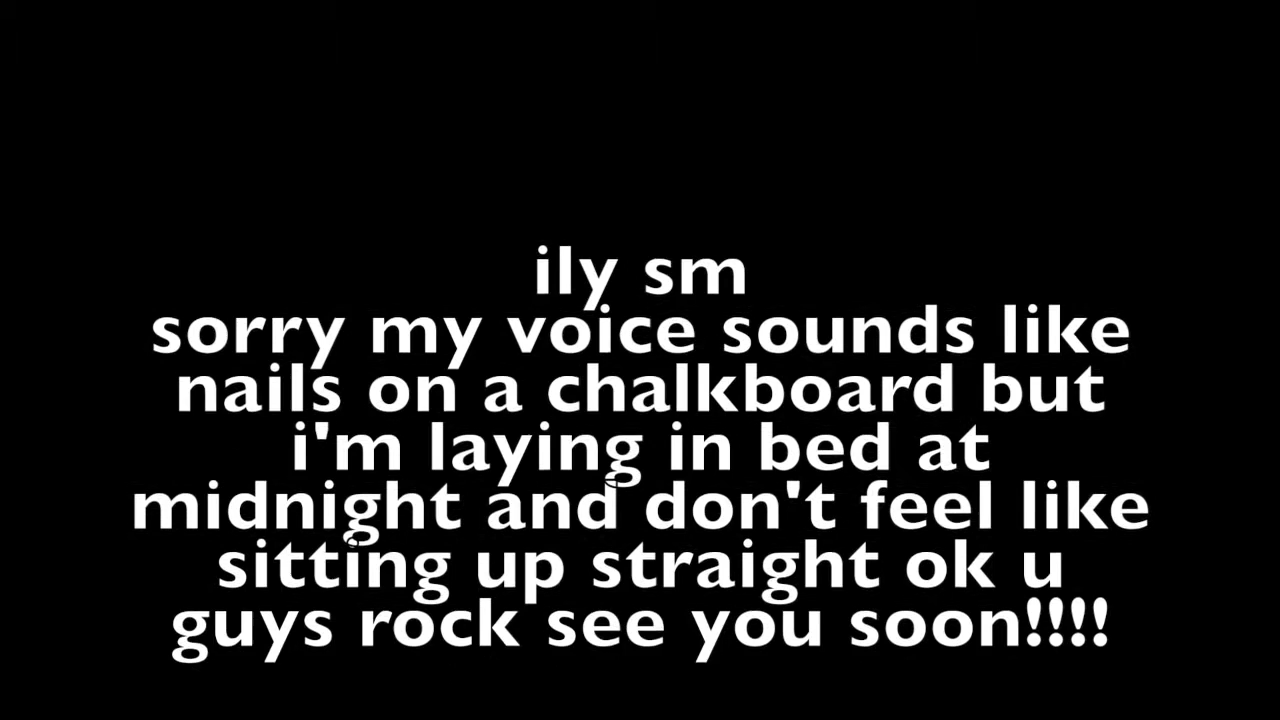 ily sm
sorry my voice sounds like
nails on a chalkboard but
i'm laying in bed at
midnight and don't feel like
sitting up straight ok u
guys rock see you soon!!!!